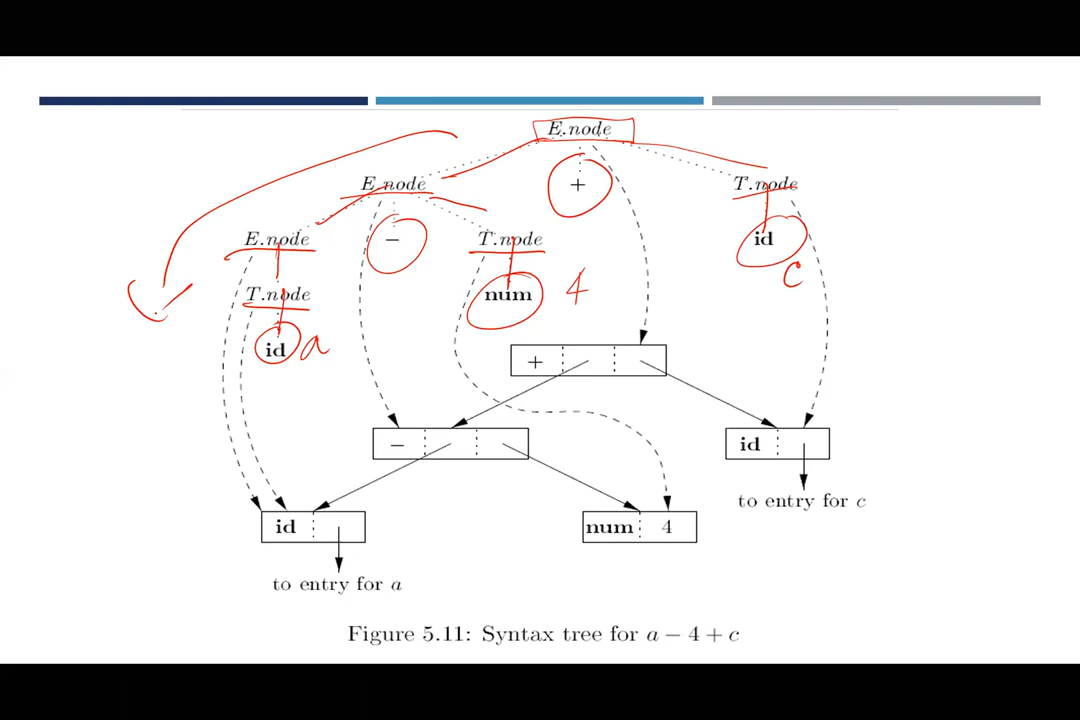 E.node
E.node
+
T.node
E.node
−
T.node
id
c
T.node
num
4
id
a
+
−
id
to entry for c
id
num 4
to entry for a
Figure 5.11: Syntax tree for a − 4 + c